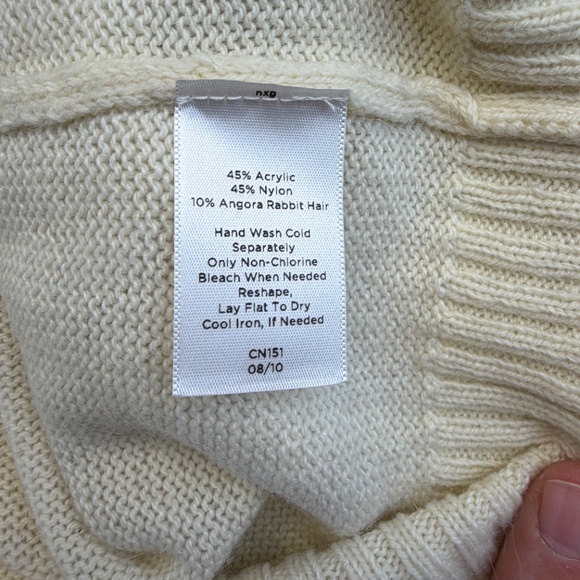 45% Acrylic
45% Nylon
10% Angora Rabbit Hair
Hand Wash Cold
Separately
Only Non-Chlorine
Bleach When Needed
Reshape,
Lay Flat To Dry
Cool Iron, If Needed
CN151
08/10